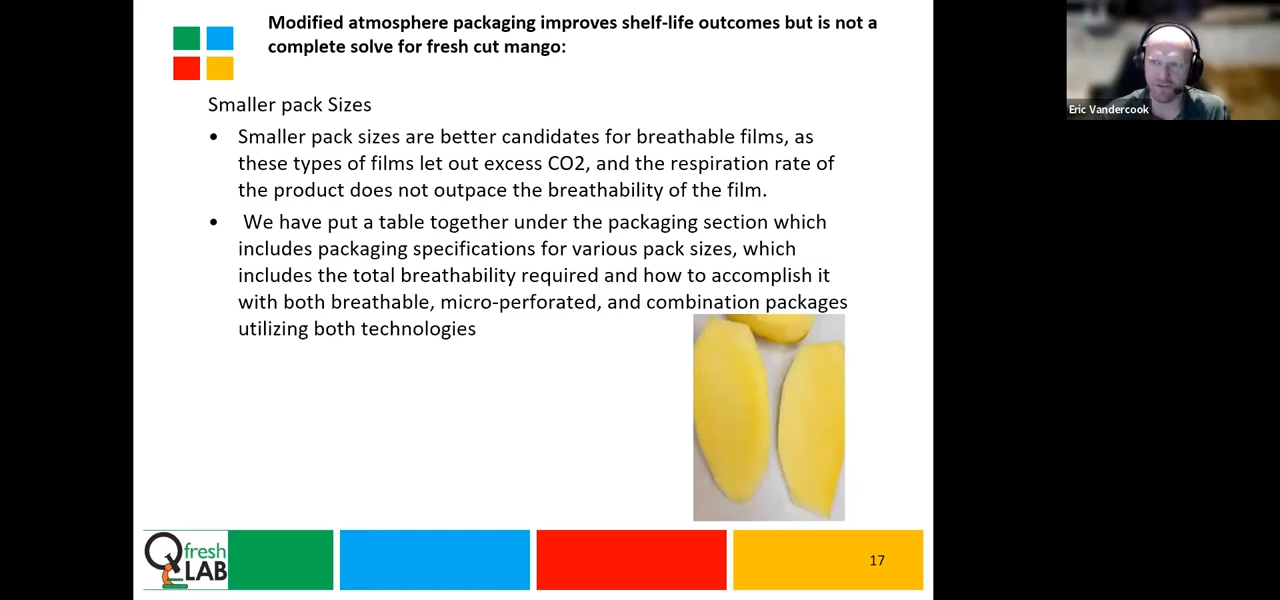 Modified atmosphere packaging improves shelf-life outcomes but is not a
complete solve for fresh cut mango:
Eric Vandercook
Smaller pack Sizes
• Smaller pack sizes are better candidates for breathable films, as
these types of films let out excess CO2, and the respiration rate of
the product does not outpace the breathability of the film.
• We have put a table together under the packaging section which
includes packaging specifications for various pack sizes, which
includes the total breathability required and how to accomplish it
with both breathable, micro-perforated, and combination packages
utilizing both technologies
Q fresh
LAB
17